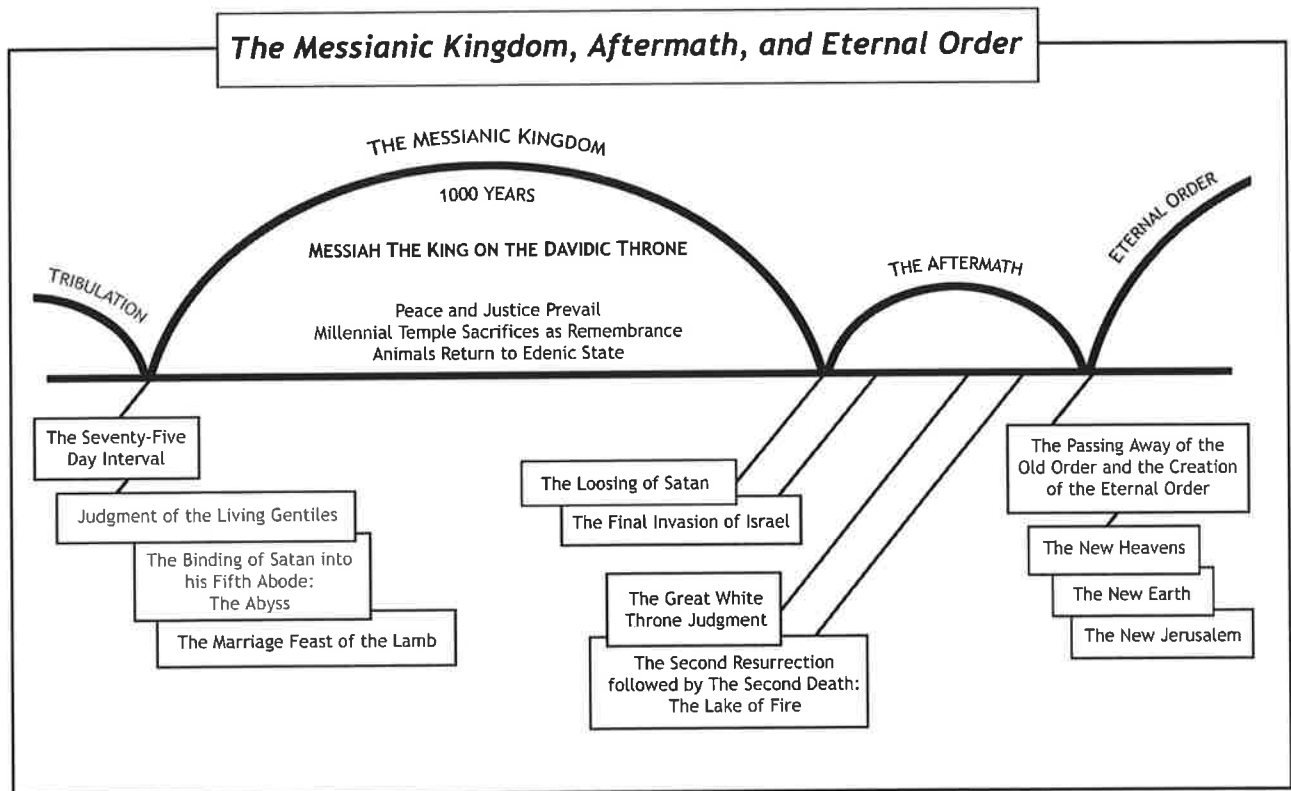 The Messianic Kingdom, Aftermath, and Eternal Order
THE MESSIANIC KINGDOM
1000 YEARS
MESSIAH THE KING ON THE DAVIDIC THRONE
Peace and Justice Prevail
Millennial Temple Sacrifices as Remembrance
Animals Return to Edenic State
TRIBULATION
THE AFTERMATH
ETERNAL ORDER
The Seventy-Five
Day Interval
Judgment of the Living Gentiles
The Binding of Satan into
his Fifth Abode:
The Abyss
The Marriage Feast of the Lamb
The Loosing of Satan
The Final Invasion of Israel
The Great White
Throne Judgment
The Second Resurrection
followed by The Second Death:
The Lake of Fire
The Passing Away of the
Old Order and the Creation
of the Eternal Order
The New Heavens
The New Earth
The New Jerusalem